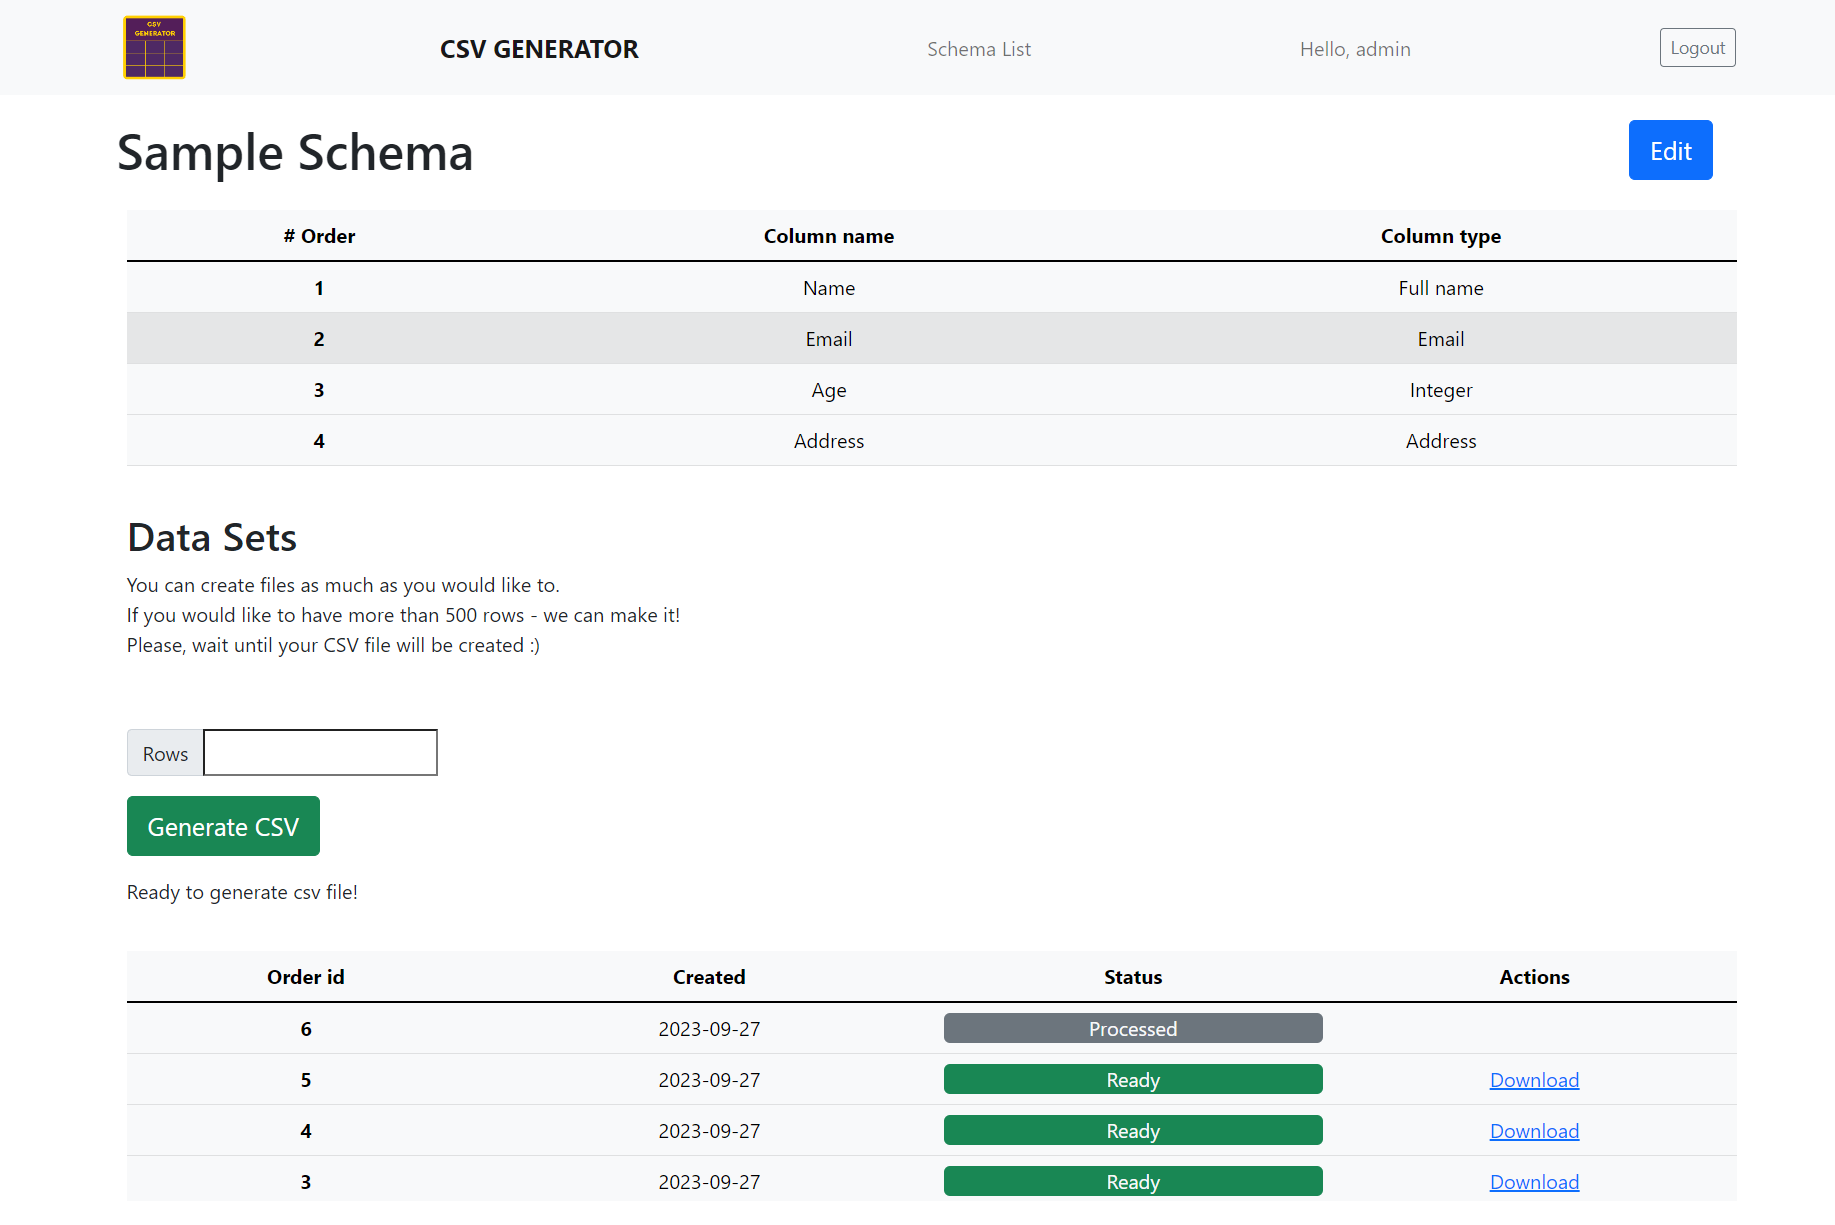 CSV
GENERATOR
CSV GENERATOR Schema List Hello, admin Logout
Sample Schema Edit
# Order Column name Column type
1 Name Full name
2 Email Email
3 Age Integer
4 Address Address
Data Sets
You can create files as much as you would like to.
If you would like to have more than 500 rows - we can make it!
Please, wait until your CSV file will be created :)
Rows
Generate CSV
Ready to generate csv file!
Order id Created Status Actions
6 2023-09-27 Processed
5 2023-09-27 Ready Download
4 2023-09-27 Ready Download
3 2023-09-27 Ready Download